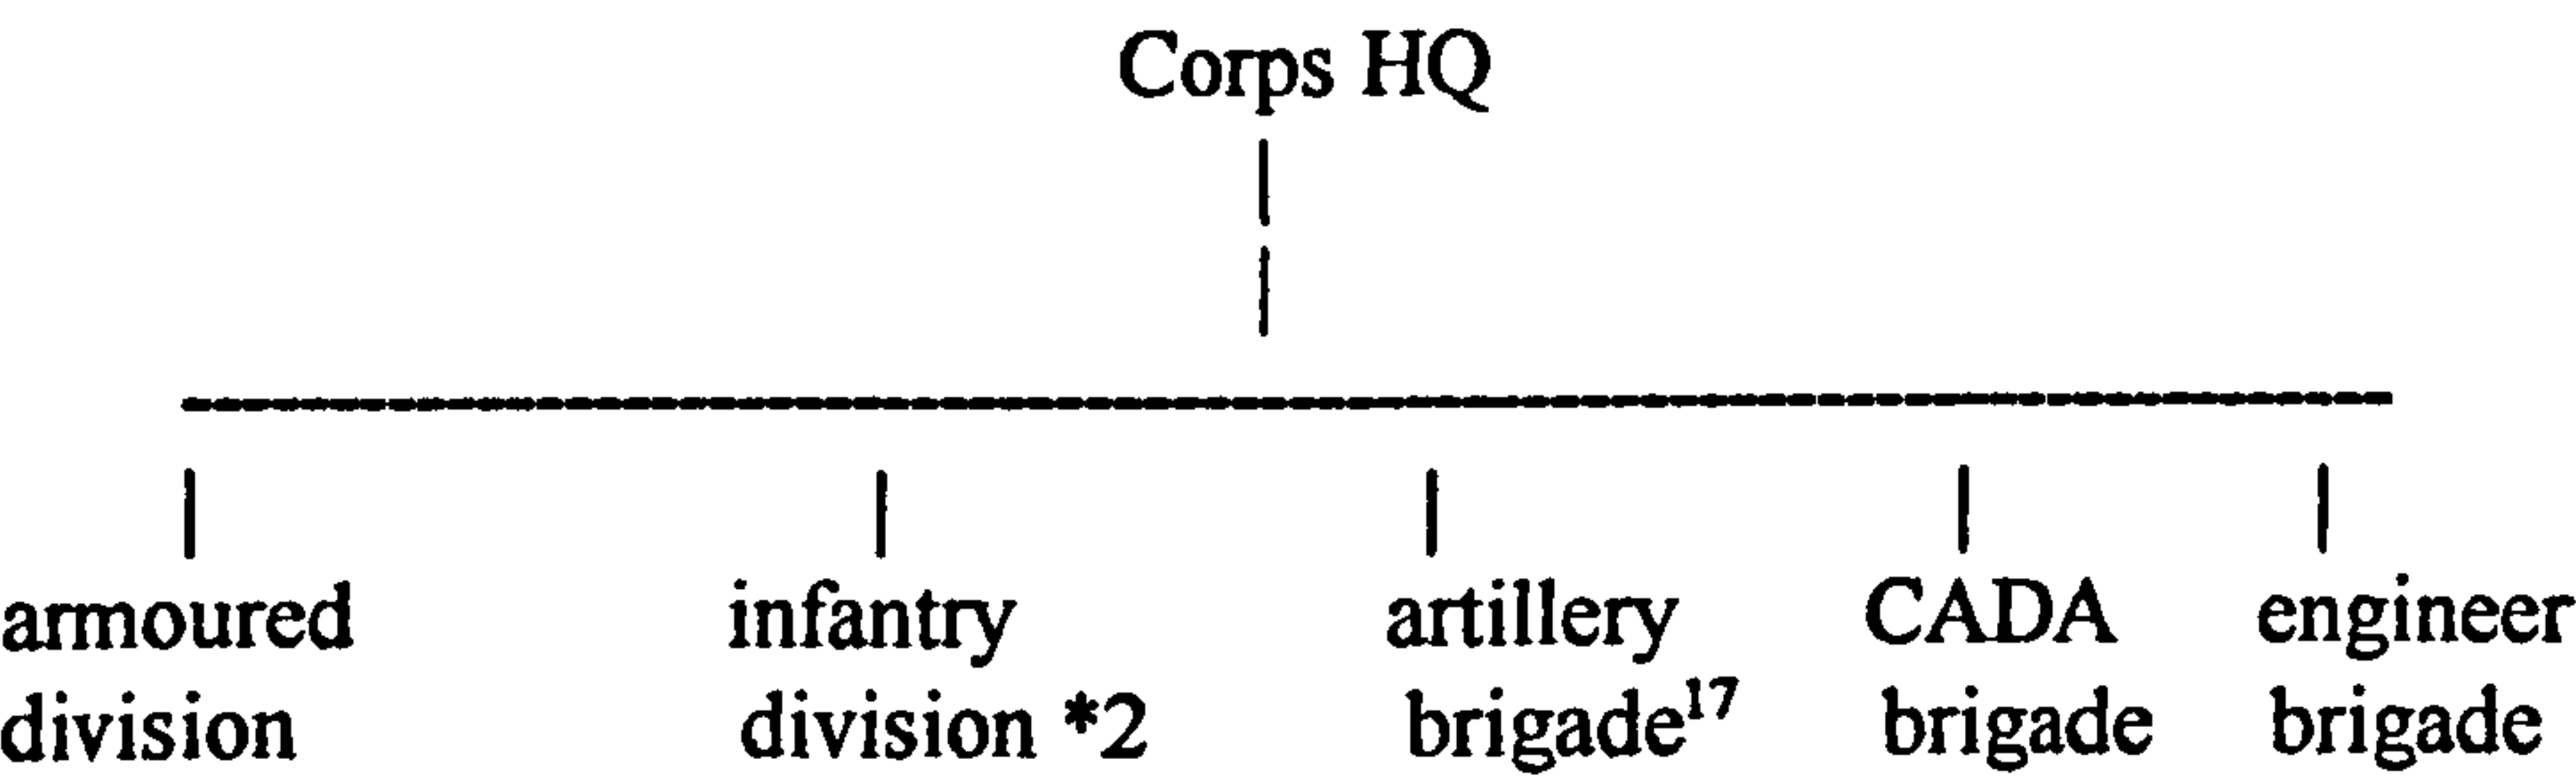 Corps HQ
armoured infantry artillery CADA engineer
division division *2 brigade¹⁷ brigade brigade